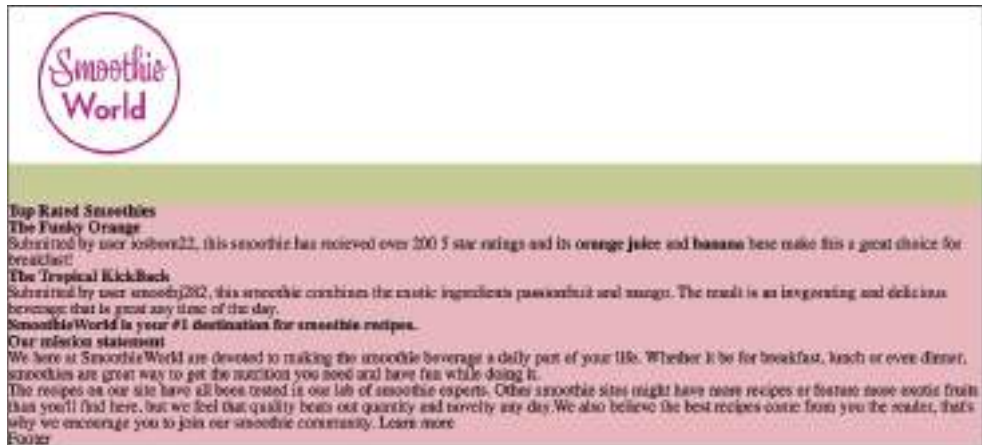 Smoothie
World
Top Rated Smoothies
The Funky Orange
Submitted by user this smoothie has recieved over 200 5 star ratings and its orange juice and banana base make this a great choice for
breakfast!
The Tropical KickBack
Submitted by user this smoothie combines the exotic ingredients passionfruit and mango. The result is an and delicious
beverage that is great any time of the day.
SmoothieWorld is your #1 destination for smoothie recipes.
Our mission statement
We here at SmoothieWorld are devoted to making the smoothie beverage a daily part of your life. Whether it be for breakfast, lunch or even dinner,
smoothies are great way to get the nutrition you need and have fun while doing it.
The recipes on our site have all been tested in our lab of smoothie experts. Other smoothie sites might have more recipes or feature more exotic fruits
than you'll find here, but we feel that quality beats out quantity and novelty any day.We also believe the best recipes come from you the reader, that's
why we encourage you to join our smoothie community. Learn more
Footer